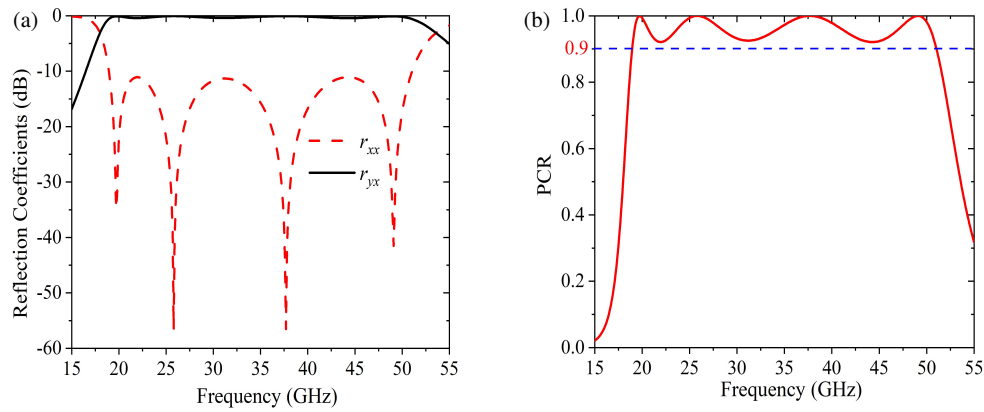 (a)
Reflection Coefficients (dB)
0
-10
-20
-30
-40
-50
-60
r_xx
r_yx
15 20 25 30 35 40 45 50 55
Frequency (GHz)
(b)
PCR
1.0
0.9
0.8
0.6
0.4
0.2
0.0
15 20 25 30 35 40 45 50 55
Frequency (GHz)